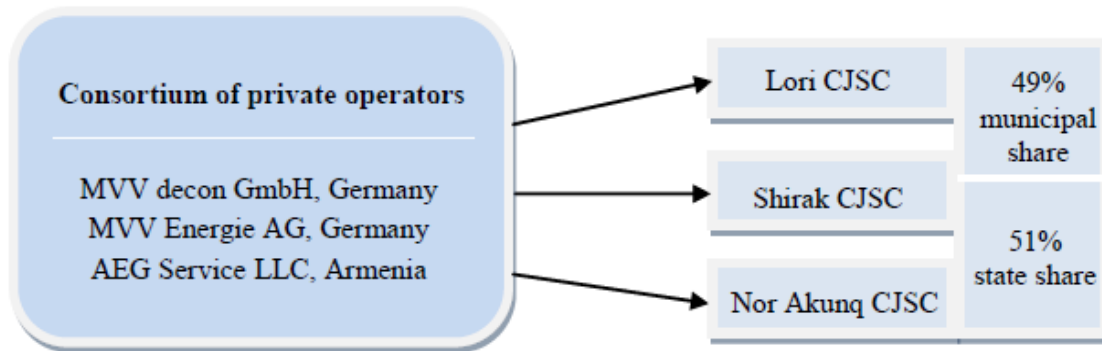 Consortium of private operators
MVV decon GmbH, Germany
MVV Energie AG, Germany
AEG Service LLC, Armenia
Lori CJSC
Shirak CJSC
Nor Akunq CJSC
49%
municipal
share
51%
state share